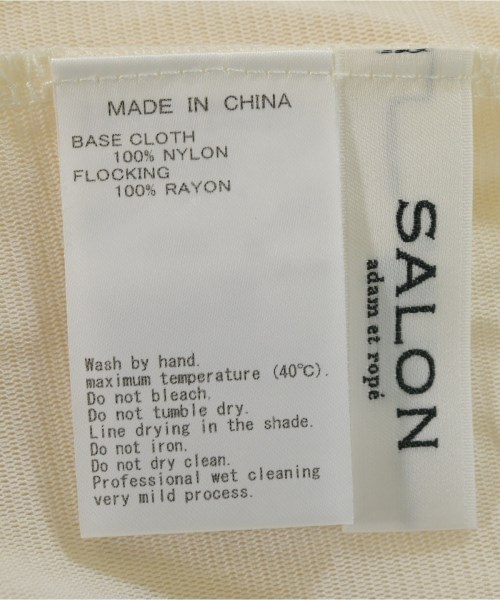 MADE IN CHINA
BASE CLOTH
100% NYLON
FLOCKING
100% RAYON
Wash by hand.
maximum temperature (40℃).
Do not bleach.
Do not tumble dry.
Line drying in the shade.
Do not iron.
Do not dry clean.
Professional wet cleaning
very mild process.
SALON
adam et ropé